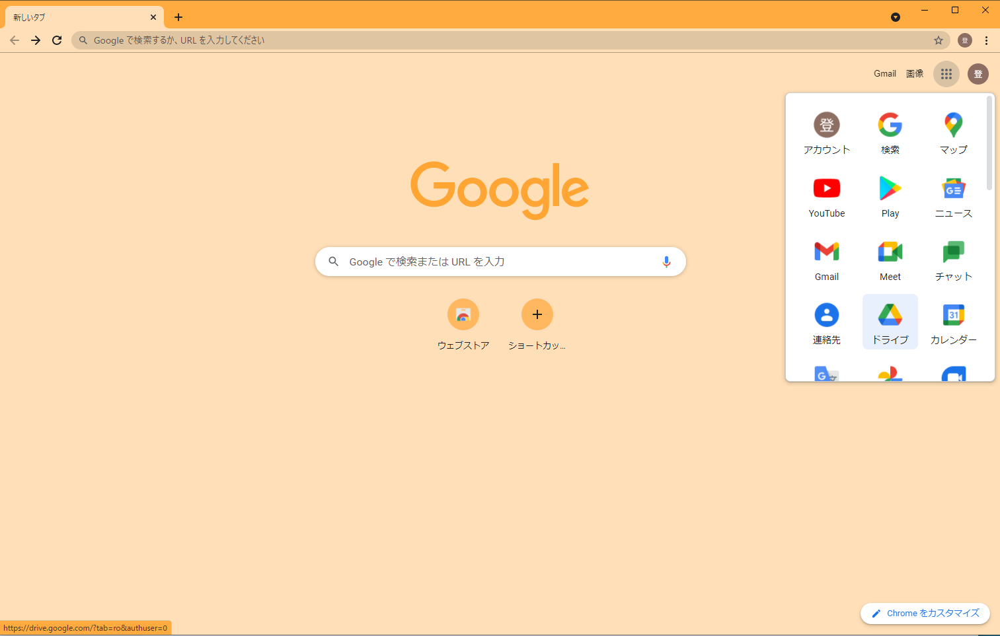 新しいタブ
Google で検索するか、URL を入力してください
登
Gmail 画像 登
登
アカウント 検索 マップ
YouTube Play ニュース
Gmail Meet チャット
31
連絡先 ドライブ カレンダー
Google
Google で検索または URL を入力
ウェブストア ショートカッ...
Chrome をカスタマイズ
https://drive.google.com/?tab=ro&authuser=0